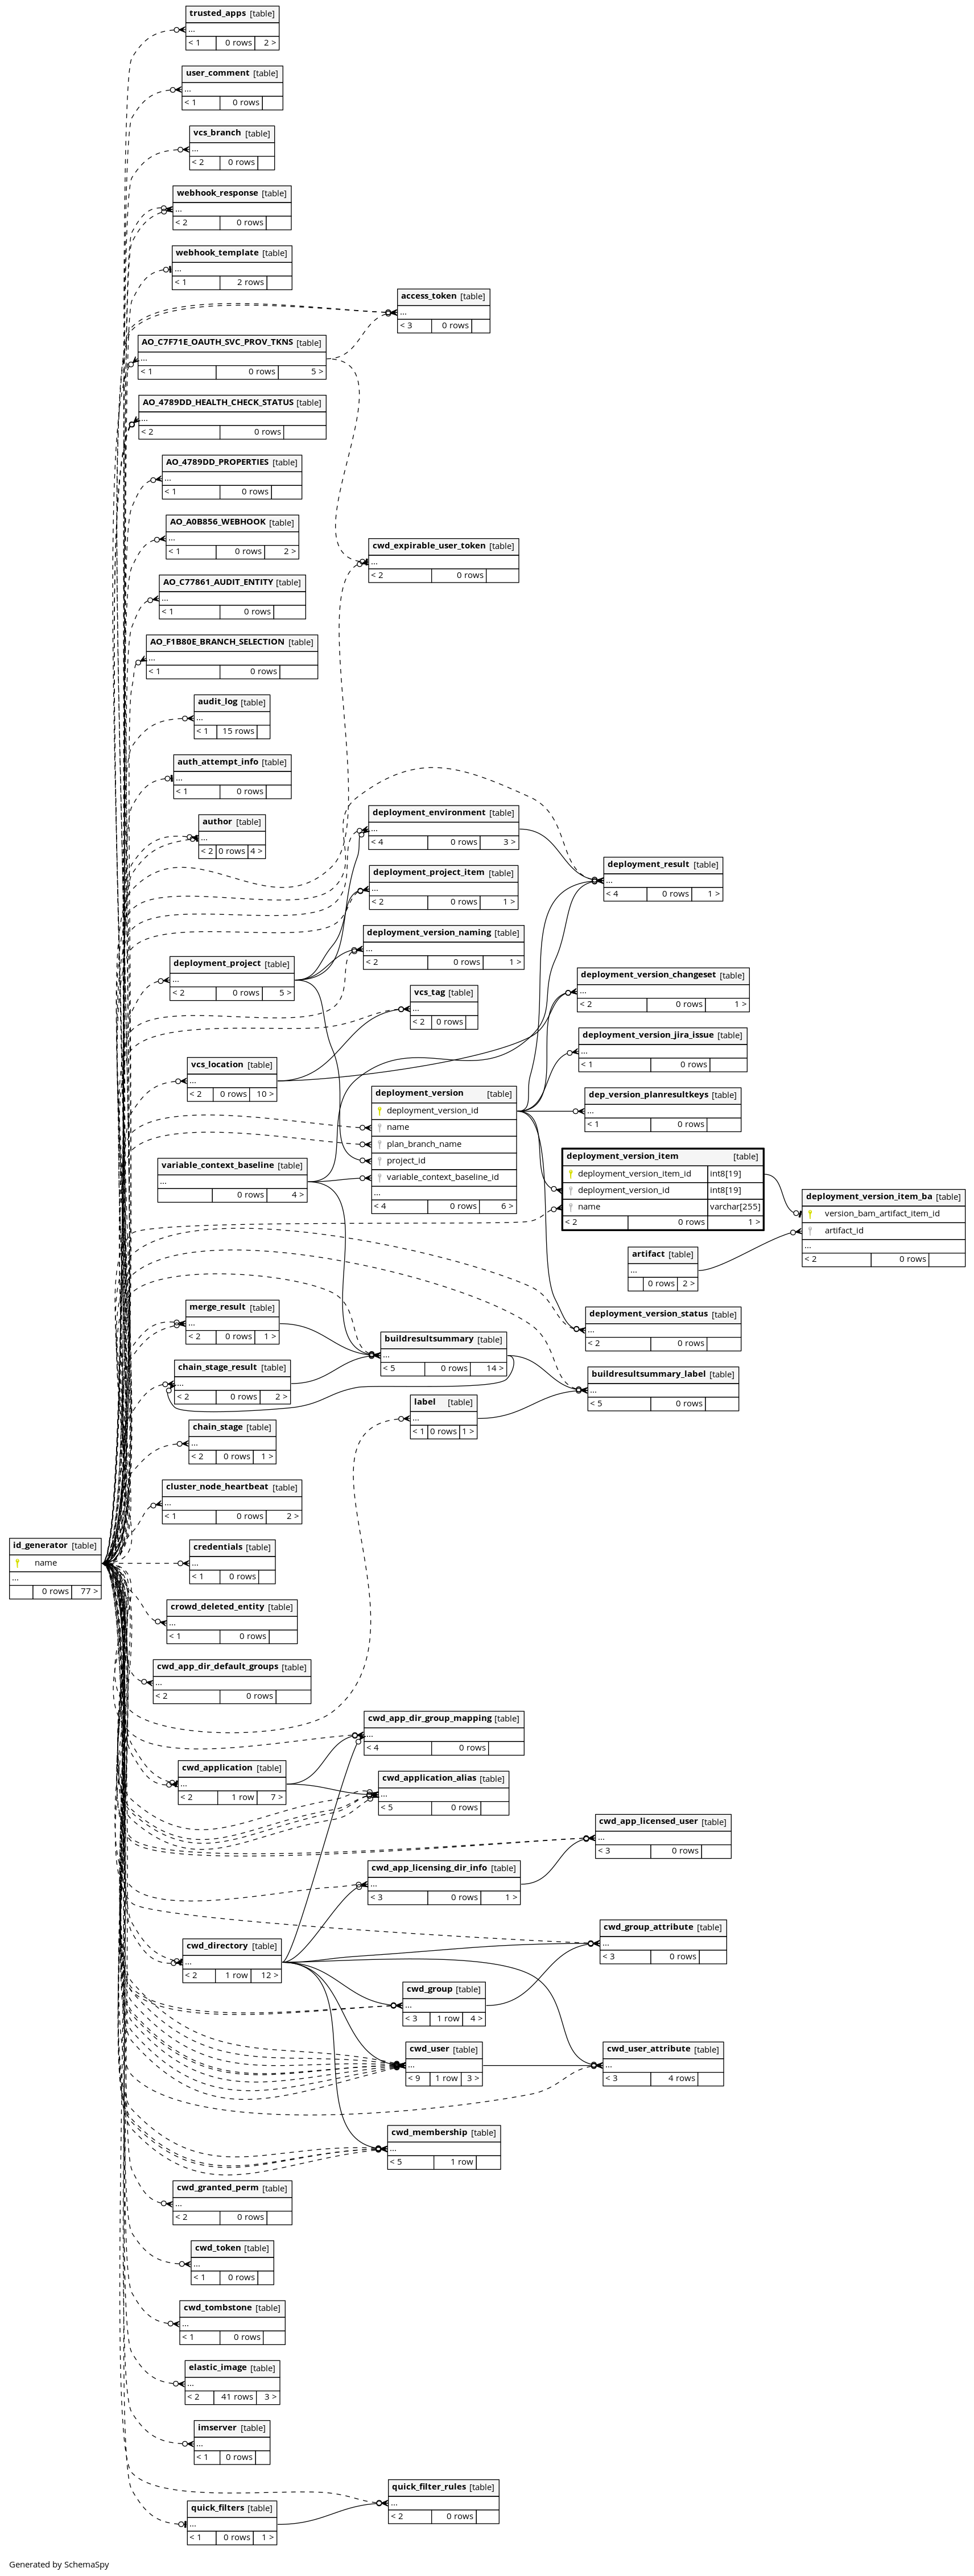 trusted_apps [table]
...
< 1 0 rows 2 >
user_comment [table]
...
< 1 0 rows
vcs_branch [table]
...
< 2 0 rows
webhook_response [table]
...
< 2 0 rows
webhook_template [table]
...
< 1 2 rows
access_token [table]
...
< 3 0 rows
AO_C7F71E_OAUTH_SVC_PROV_TKNS [table]
...
< 1 0 rows 5 >
AO_4789DD_HEALTH_CHECK_STATUS [table]
...
< 2 0 rows
AO_4789DD_PROPERTIES [table]
...
< 1 0 rows
AO_A0B856_WEBHOOK [table]
...
< 1 0 rows 2 >
cwd_expirable_user_token [table]
...
< 2 0 rows
AO_C77861_AUDIT_ENTITY [table]
...
< 1 0 rows
AO_F1B80E_BRANCH_SELECTION [table]
...
< 1 0 rows
audit_log [table]
...
< 1 15 rows
auth_attempt_info [table]
...
< 1 0 rows
author [table]
...
< 2 0 rows 4 >
deployment_environment [table]
...
< 4 0 rows 3 >
deployment_result [table]
...
< 4 0 rows 1 >
deployment_project_item [table]
...
< 2 0 rows 1 >
deployment_version_naming [table]
...
< 2 0 rows 1 >
deployment_project [table]
...
< 2 0 rows 5 >
deployment_version_changeset [table]
...
< 2 0 rows 1 >
vcs_tag [table]
...
< 2 0 rows
deployment_version_jira_issue [table]
...
< 1 0 rows
vcs_location [table]
...
< 2 0 rows 10 >
deployment_version [table]
deployment_version_id
name
plan_branch_name
project_id
variable_context_baseline_id
...
< 4 0 rows 6 >
dep_version_planresultkeys [table]
...
< 1 0 rows
variable_context_baseline [table]
...
0 rows 4 >
deployment_version_item [table]
deployment_version_item_id int8[19]
deployment_version_id int8[19]
name varchar[255]
< 2 0 rows 1 >
deployment_version_item_ba [table]
version_bam_artifact_item_id
artifact_id
...
< 2 0 rows
artifact [table]
...
0 rows 2 >
merge_result [table]
...
< 2 0 rows 1 >
deployment_version_status [table]
...
< 2 0 rows
buildresultsummary [table]
...
< 5 0 rows 14 >
chain_stage_result [table]
...
< 2 0 rows 2 >
buildresultsummary_label [table]
...
< 5 0 rows
label [table]
...
< 1 0 rows 1 >
chain_stage [table]
...
< 2 0 rows 1 >
cluster_node_heartbeat [table]
...
< 1 0 rows 2 >
id_generator [table]
name
...
0 rows 77 >
credentials [table]
...
< 1 0 rows
crowd_deleted_entity [table]
...
< 1 0 rows
cwd_app_dir_default_groups [table]
...
< 2 0 rows
cwd_app_dir_group_mapping [table]
...
< 4 0 rows
cwd_application [table]
...
< 2 1 row 7 >
cwd_application_alias [table]
...
< 5 0 rows
cwd_app_licensed_user [table]
...
< 3 0 rows
cwd_app_licensing_dir_info [table]
...
< 3 0 rows 1 >
cwd_group_attribute [table]
...
< 3 0 rows
cwd_directory [table]
...
< 2 1 row 12 >
cwd_group [table]
...
< 3 1 row 4 >
cwd_user [table]
...
< 9 1 row 3 >
cwd_user_attribute [table]
...
< 3 4 rows
cwd_membership [table]
...
< 5 1 row
cwd_granted_perm [table]
...
< 2 0 rows
cwd_token [table]
...
< 1 0 rows
cwd_tombstone [table]
...
< 1 0 rows
elastic_image [table]
...
< 2 41 rows 3 >
imserver [table]
...
< 1 0 rows
quick_filter_rules [table]
...
< 2 0 rows
quick_filters [table]
...
< 1 0 rows 1 >
Generated by SchemaSpy